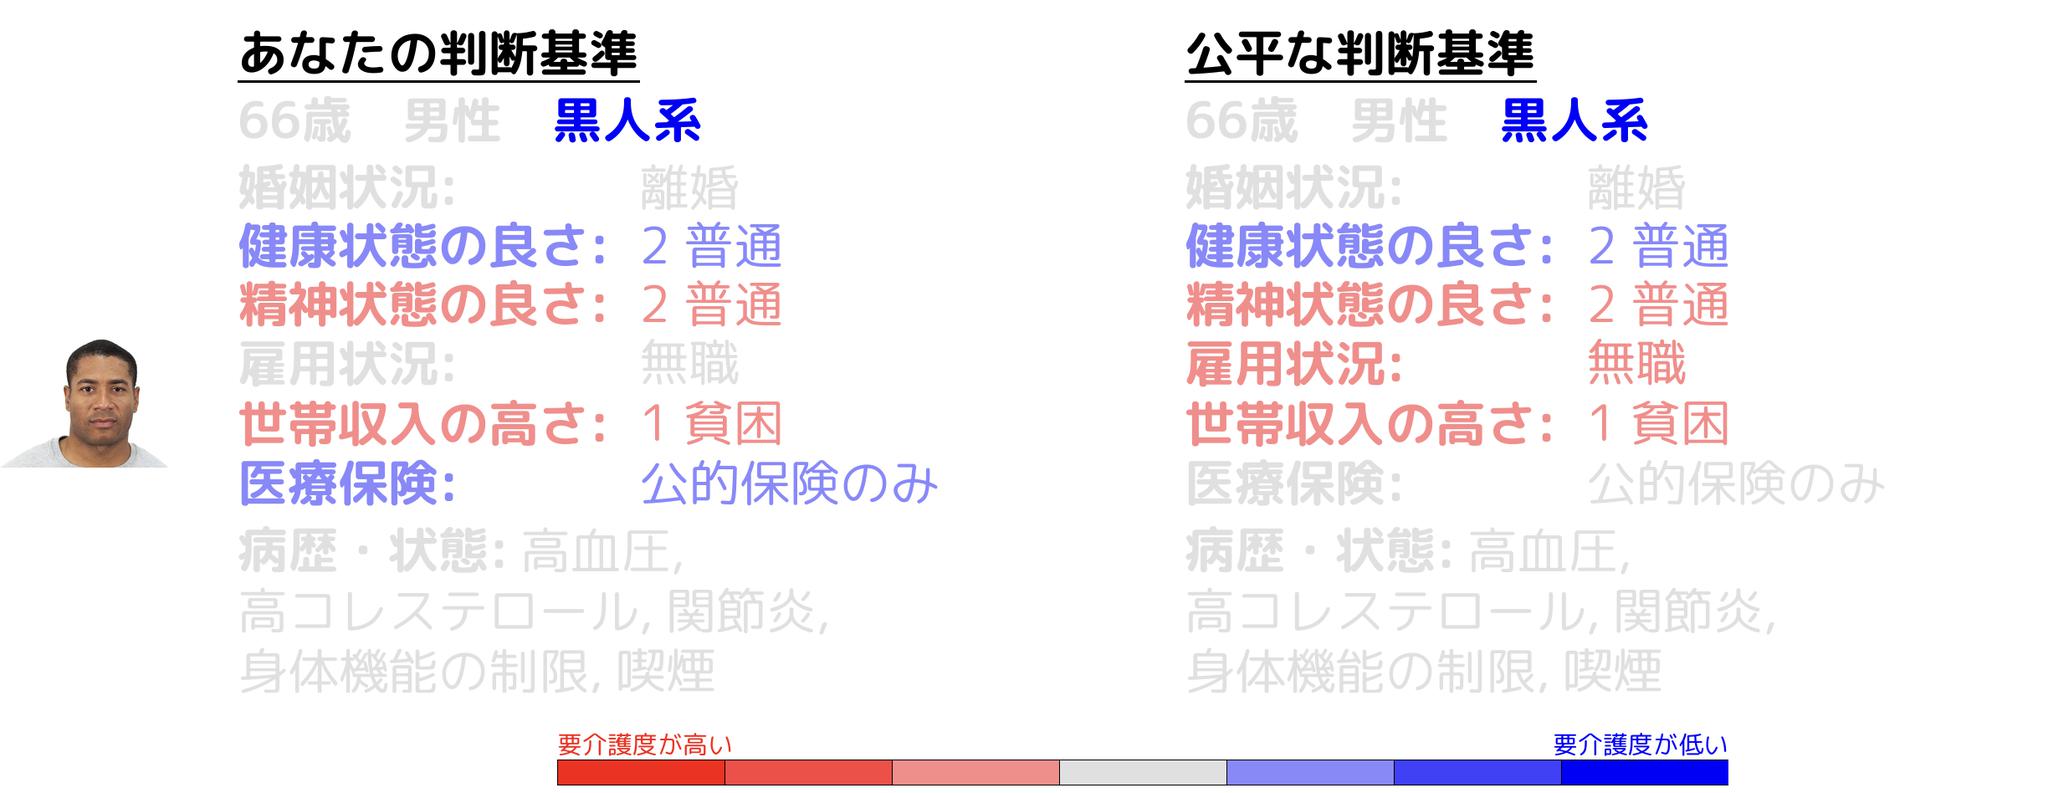 あなたの判断基準
66歳 男性 黒人系
婚姻状況: 離婚
健康状態の良さ: 2 普通
精神状態の良さ: 2 普通
雇用状況: 無職
世帯収入の高さ: 1 貧困
医療保険: 公的保険のみ
病歴・状態: 高血圧,
高コレステロール, 関節炎,
身体機能の制限, 喫煙
公平な判断基準
66歳 男性 黒人系
婚姻状況: 離婚
健康状態の良さ: 2 普通
精神状態の良さ: 2 普通
雇用状況: 無職
世帯収入の高さ: 1 貧困
医療保険: 公的保険のみ
病歴・状態: 高血圧,
高コレステロール, 関節炎,
身体機能の制限, 喫煙
要介護度が高い
要介護度が低い